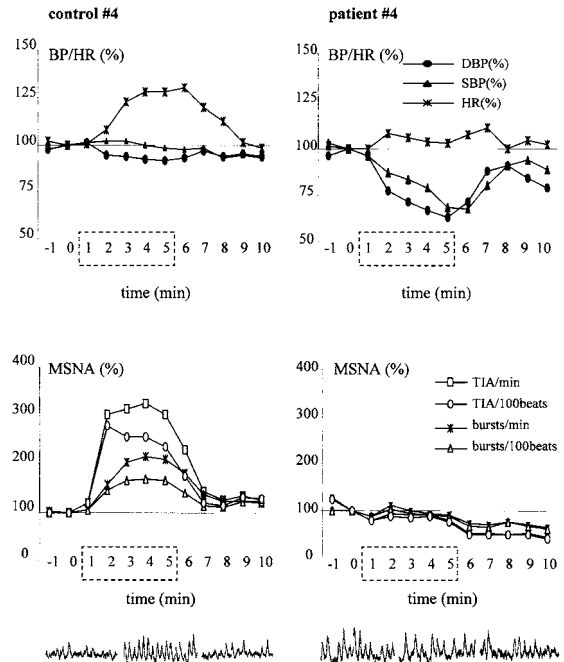 control #4
patient #4
BP/HR (%)
150
125
100
75
50
-1 0 1 2 3 4 5 6 7 8 9 10
time (min)
BP/HR (%)
DBP(%)
SBP(%)
HR(%)
150
125
100
75
50
-1 0 1 2 3 4 5 6 7 8 9 10
time (min)
MSNA (%)
400
300
200
100
0
-1 0 1 2 3 4 5 6 7 8 9 10
time (min)
MSNA (%)
TIA/min
TIA/100beats
bursts/min
bursts/100beats
400
300
200
100
0
-1 0 1 2 3 4 5 6 7 8 9 10
time (min)